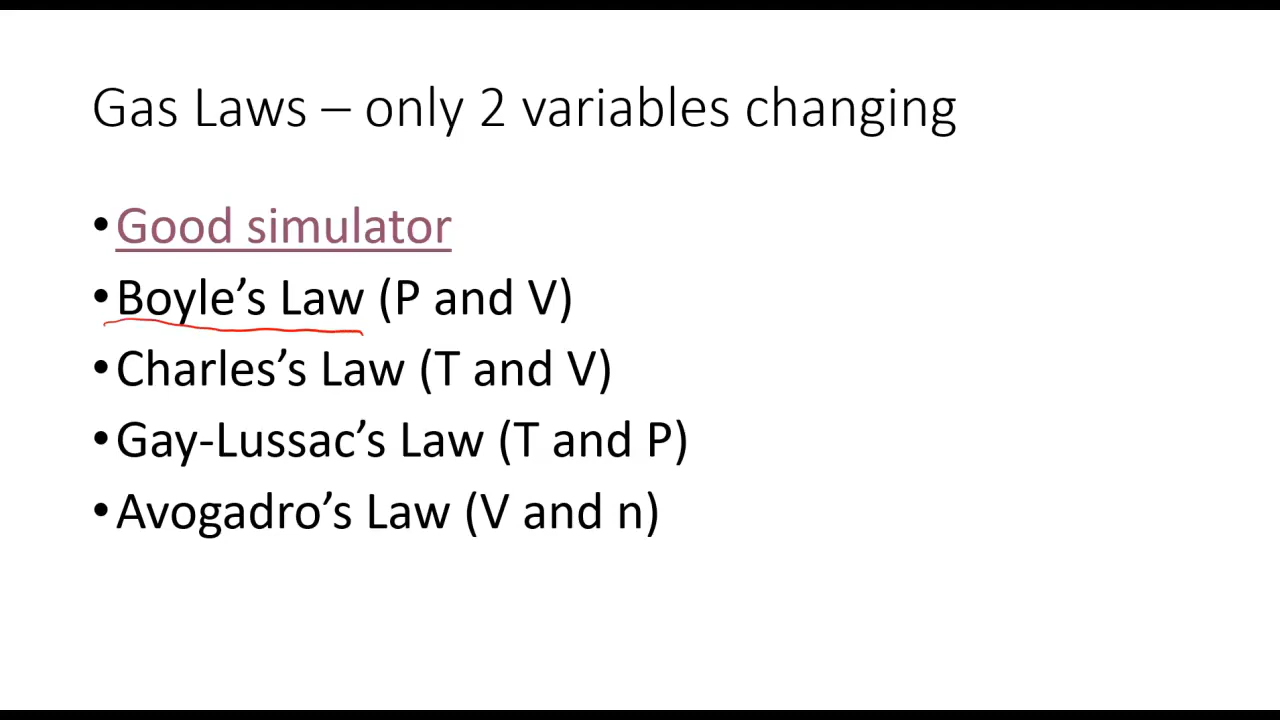 Gas Laws – only 2 variables changing
•Good simulator
•Boyle’s Law (P and V)
•Charles’s Law (T and V)
•Gay-Lussac’s Law (T and P)
•Avogadro’s Law (V and n)